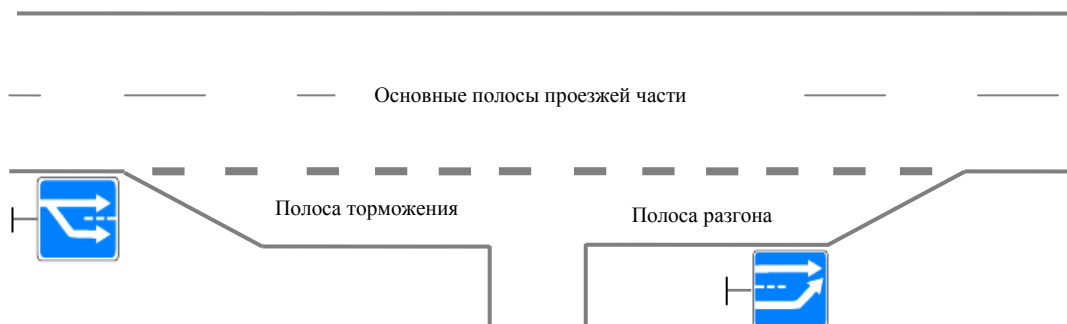 Основные полосы проезжей части
Полоса торможения
Полоса разгона